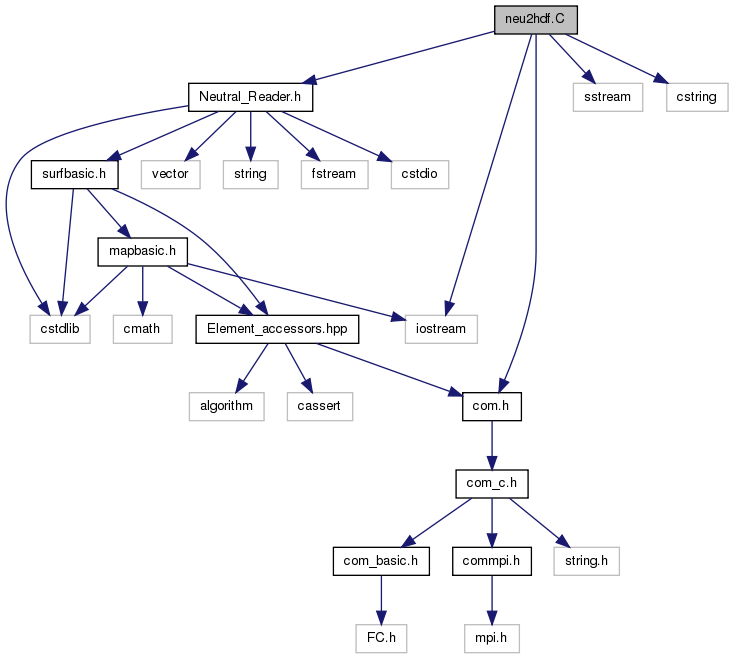 neu2hdf.C
Neutral_Reader.h
sstream
cstring
surfbasic.h
vector
string
fstream
cstdio
mapbasic.h
cstdlib
cmath
Element_accessors.hpp
iostream
algorithm
cassert
com.h
com_c.h
com_basic.h
commpi.h
string.h
FC.h
mpi.h